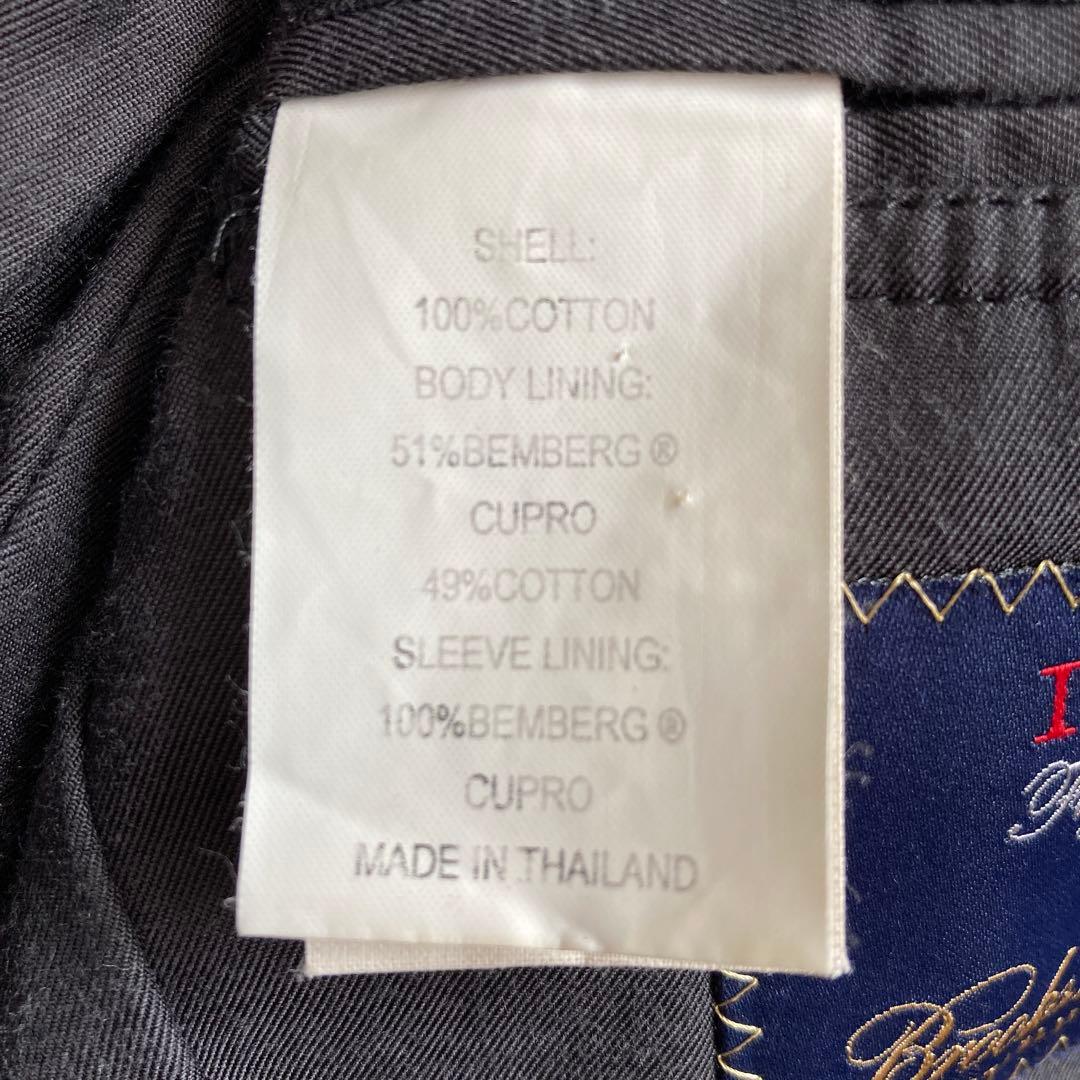 SHELL:
100%COTTON
BODY LINING:
51%BEMBERG®
CUPRO
49%COTTON
SLEEVE LINING:
100%BEMBERG®
CUPRO
MADE IN THAILAND